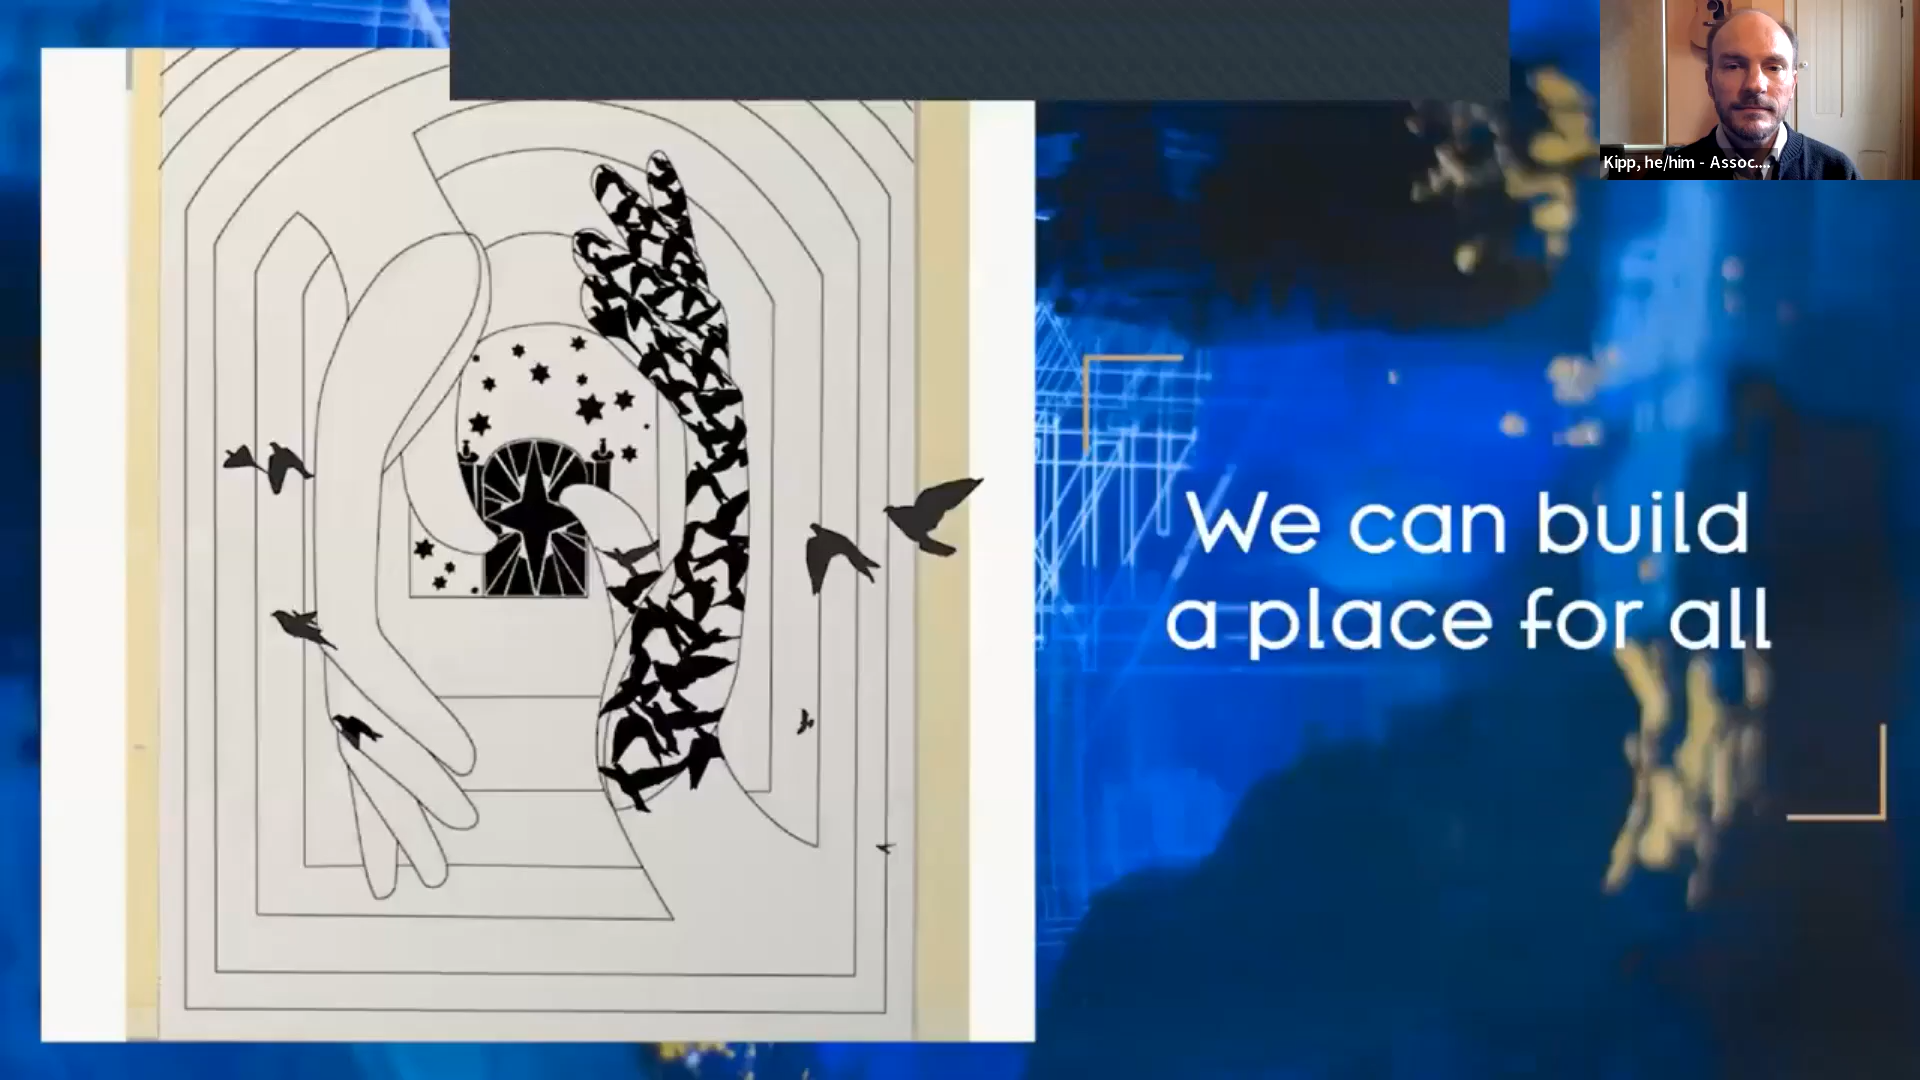 Kipp, he/him - Assoc....
We can build
a place for all